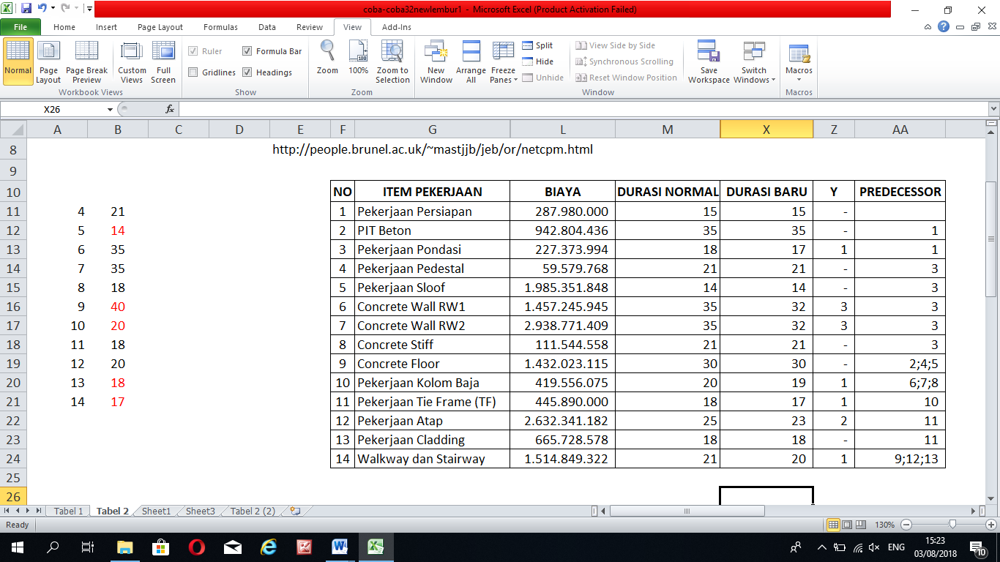 coba-coba32newlembur1 - Microsoft Excel (Product Activation Failed)
File Home Insert Page Layout Formulas Data Review View Add-Ins
Normal Page Layout Page Break Preview Custom Views Full Screen
Workbook Views
Ruler Formula Bar
Gridlines Headings
Show
Zoom 100% Zoom to Selection
Zoom
New Window Arrange All Freeze Panes
Split
Hide
Unhide
View Side by Side
Synchronous Scrolling
Reset Window Position
Window
Save Workspace Switch Windows
Macros
Macros
X26 fx
A B C D E F G L M X Z AA
8 http://people.brunel.ac.uk/~mastjjb/jeb/or/netcpm.html
9
10 NO ITEM PEKERJAAN BIAYA DURASI NORMAL DURASI BARU Y PREDECESSOR
11 4 21 1 Pekerjaan Persiapan 287.980.000 15 15 -
12 5 14 2 PIT Beton 942.804.436 35 35 - 1
13 6 35 3 Pekerjaan Pondasi 227.373.994 18 17 1 1
14 7 35 4 Pekerjaan Pedestal 59.579.768 21 21 - 3
15 8 18 5 Pekerjaan Sloof 1.985.351.848 14 14 - 3
16 9 40 6 Concrete Wall RW1 1.457.245.945 35 32 3 3
17 10 20 7 Concrete Wall RW2 2.938.771.409 35 32 3 3
18 11 18 8 Concrete Stiff 111.544.558 21 21 - 3
19 12 20 9 Concrete Floor 1.432.023.115 30 30 - 2;4;5
20 13 18 10 Pekerjaan Kolom Baja 419.556.075 20 19 1 6;7;8
21 14 17 11 Pekerjaan Tie Frame (TF) 445.890.000 18 17 1 10
22 12 Pekerjaan Atap 2.632.341.182 25 23 2 11
23 13 Pekerjaan Cladding 665.728.578 18 18 - 11
24 14 Walkway dan Stairway 1.514.849.322 21 20 1 9;12;13
25
26
Tabel 1 Tabel 2 Sheet1 Sheet3 Tabel 2 (2)
Ready 130%
ENG 15:23
03/08/2018 10